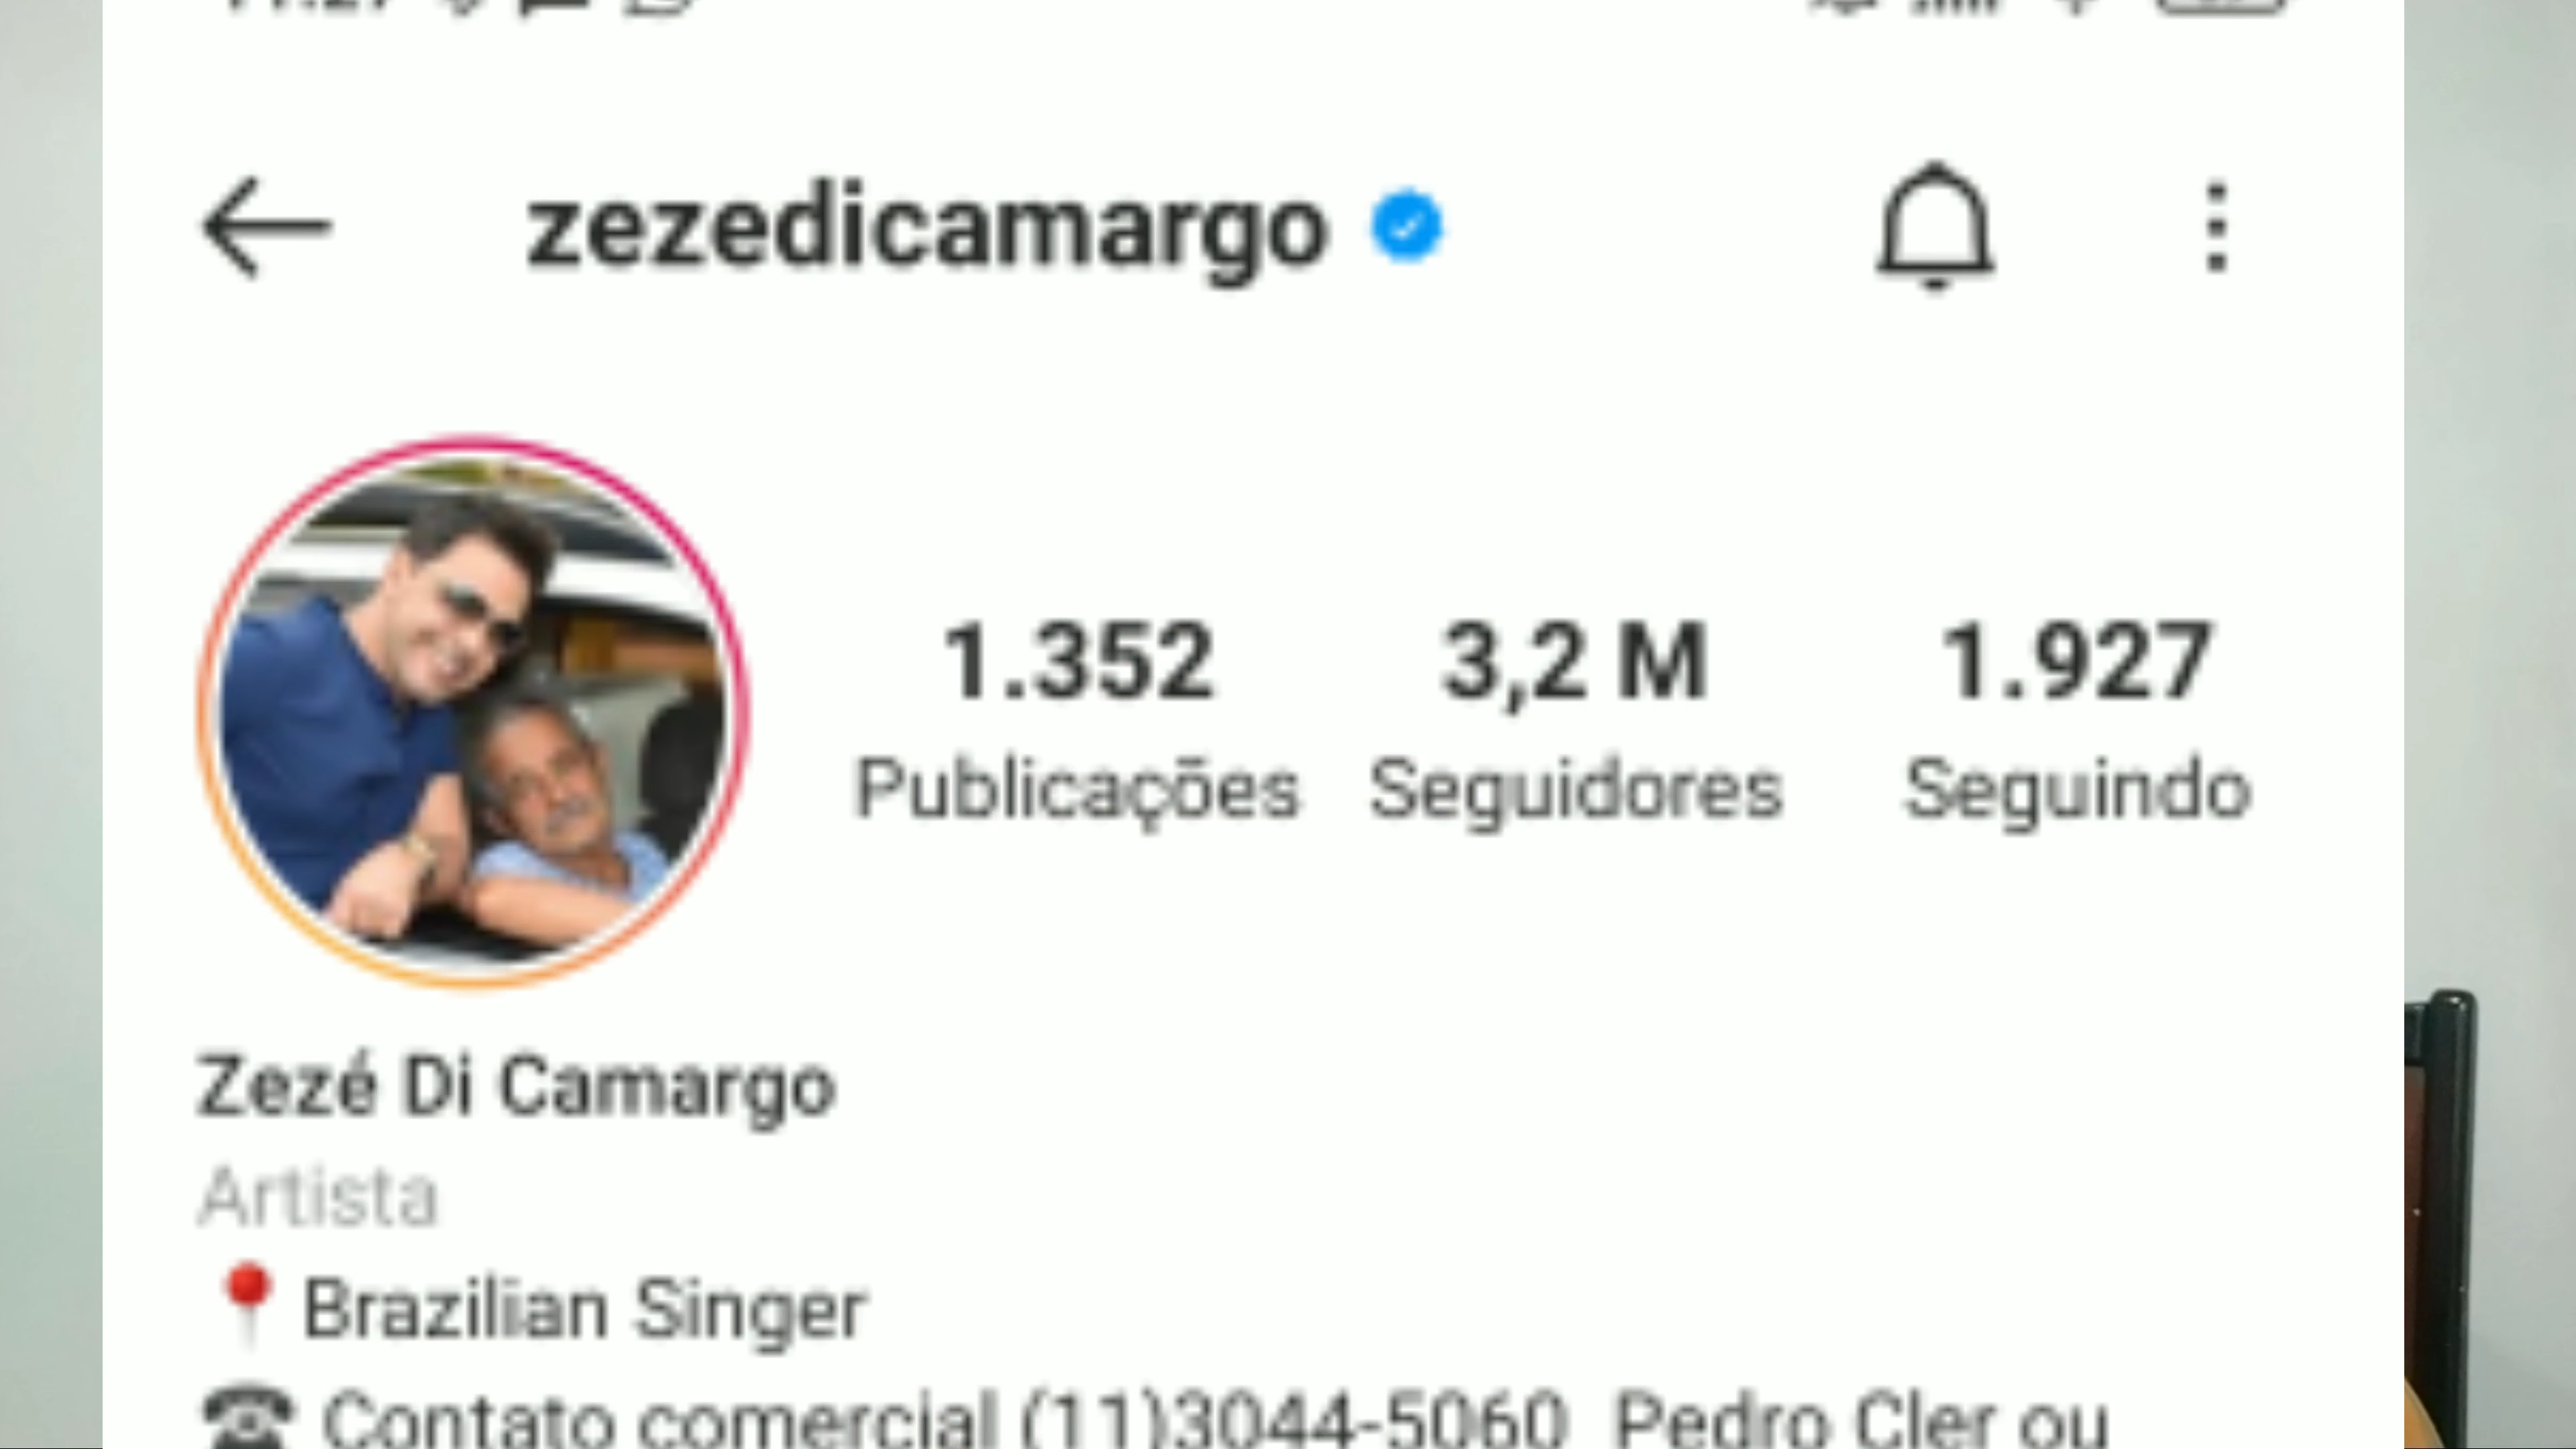 zezedicamargo
1.352 3,2 M 1.927
Publicações Seguidores Seguindo
Zezé Di Camargo
Artista
Brazilian Singer
Contato comercial (11)3044-5060 Pedro Cler ou